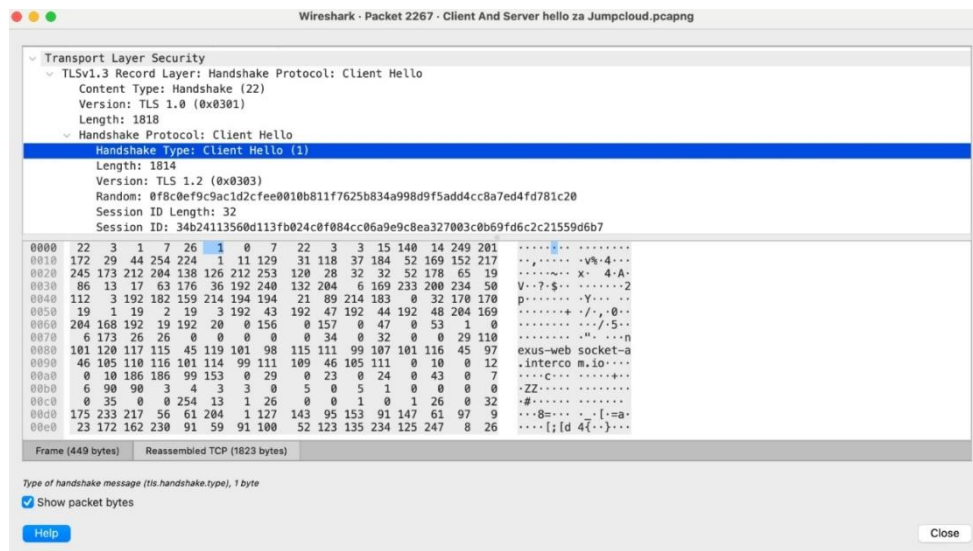 Wireshark · Packet 2267 · Client And Server hello za Jumpcloud.pcapng
Transport Layer Security
TLSv1.3 Record Layer: Handshake Protocol: Client Hello
Content Type: Handshake (22)
Version: TLS 1.0 (0x0301)
Length: 1818
Handshake Protocol: Client Hello
Handshake Type: Client Hello (1)
Length: 1814
Version: TLS 1.2 (0x0303)
Random: 0f8c0ef9c9ac1d2cfee0010b811f7625b834a998d9f5add4cc8a7ed4fd781c20
Session ID Length: 32
Session ID: 34b24113560d113fb024c0f084cc06a9e9c8ea327003c0b69fd6c2c21559d6b7
0000 22 3 1 7 26 1 0 7 22 3 3 15 140 14 249 201 ················
0010 172 29 44 254 224 1 11 129 31 118 37 184 52 169 152 217 ··,····· ·v%·4···
0020 245 173 212 204 138 126 212 253 120 28 32 32 52 178 65 19 ·····~·· x· 4·A·
0030 86 13 17 63 176 36 192 240 132 204 6 169 233 200 234 50 V··?·$·· ·······2
0040 112 3 192 182 159 214 194 194 21 89 214 183 0 32 170 170 ········ ·Y··· ··
0050 19 1 19 2 19 3 192 43 192 47 192 44 192 48 204 169 ·······+ ·/·,·0··
0060 204 168 192 19 192 20 0 156 0 157 0 47 0 53 1 0 ········ ···/·5··
0070 6 173 26 26 0 0 0 0 0 34 0 32 0 0 29 110 ········ ·"· ···n
0080 101 120 117 115 45 119 101 98 115 111 99 107 101 116 45 97 exus-web socket-a
0090 46 105 110 116 101 114 99 111 109 46 105 111 0 10 0 12 .interco m.io····
00a0 0 10 186 186 99 153 0 29 0 23 0 24 0 43 0 7 ····c··· ·····+··
00b0 6 90 90 3 4 3 3 0 5 0 5 1 0 0 0 0 ·ZZ····· ········
00c0 0 35 0 0 254 13 1 26 0 0 1 0 1 26 0 32 ·#······ ·······
00d0 175 233 217 56 61 204 1 127 143 95 153 91 147 61 97 9 ···8=··· ·_·[·=a·
00e0 23 172 162 230 91 59 91 100 52 123 135 234 125 247 8 26 ····[;[d 4{··}···
Frame (449 bytes) Reassembled TCP (1823 bytes)
Type of handshake message (tls.handshake.type), 1 byte
Show packet bytes
Help Close